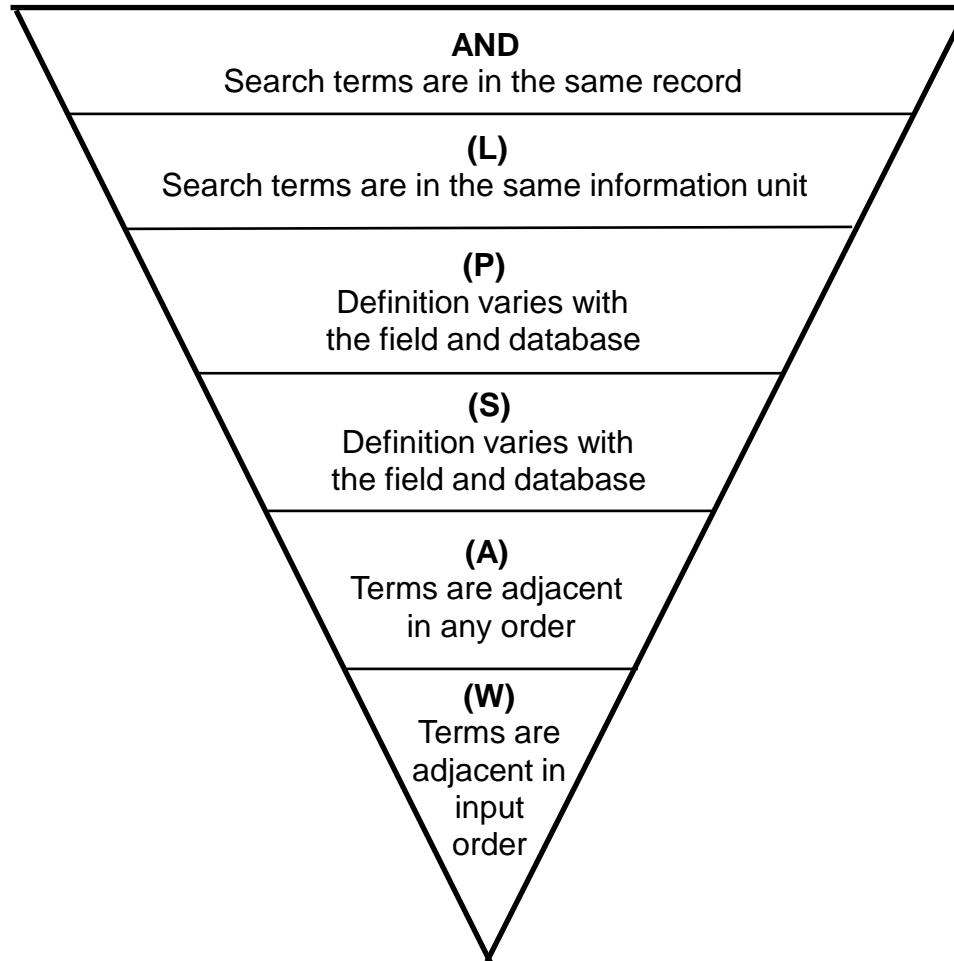 AND
Search terms are in the same record
(L)
Search terms are in the same information unit
(P)
Definition varies with
the field and database
(S)
Definition varies with
the field and database
(A)
Terms are adjacent
in any order
(W)
Terms are
adjacent in
input
order